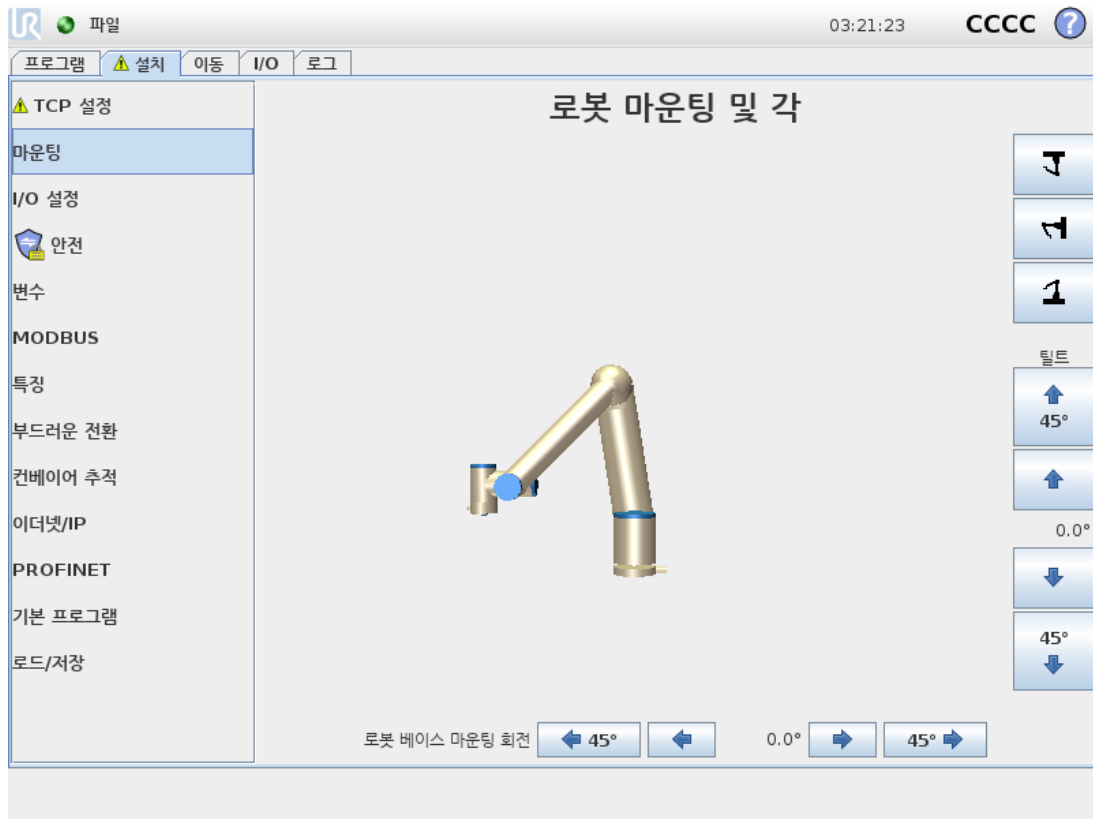 UR 파일 03:21:23 CCCC ?
프로그램 설치 이동 I/O 로그
TCP 설정
마운팅
I/O 설정
안전
변수
MODBUS
특징
부드러운 전환
컨베이어 추적
이더넷/IP
PROFINET
기본 프로그램
로드/저장
로봇 마운팅 및 각
틸트
45°
0.0°
45°
로봇 베이스 마운팅 회전 45° 0.0° 45°